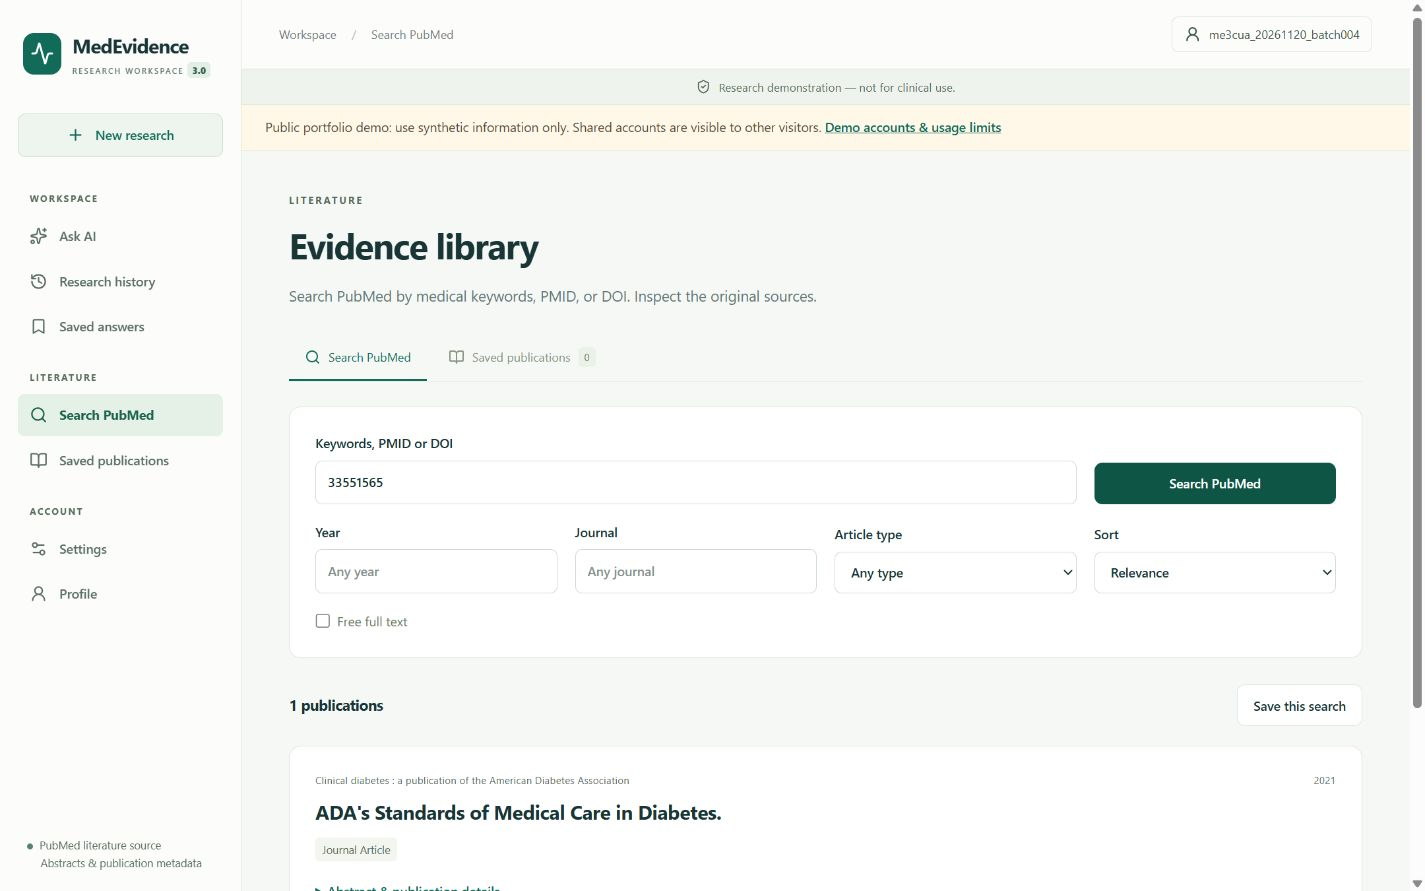 MedEvidence
RESEARCH WORKSPACE 3.0
New research
WORKSPACE
Ask AI
Research history
Saved answers
LITERATURE
Search PubMed
Saved publications
ACCOUNT
Settings
Profile
PubMed literature source
Abstracts & publication metadata
Workspace / Search PubMed
me3cua_20261120_batch004
Research demonstration — not for clinical use.
Public portfolio demo: use synthetic information only. Shared accounts are visible to other visitors. Demo accounts & usage limits
LITERATURE
Evidence library
Search PubMed by medical keywords, PMID, or DOI. Inspect the original sources.
Search PubMed
Saved publications 0
Keywords, PMID or DOI
33551565
Search PubMed
Year
Journal
Article type
Sort
Any year
Any journal
Any type
Relevance
Free full text
1 publications
Save this search
Clinical diabetes : a publication of the American Diabetes Association
2021
ADA's Standards of Medical Care in Diabetes.
Journal Article
Abstract & publication details